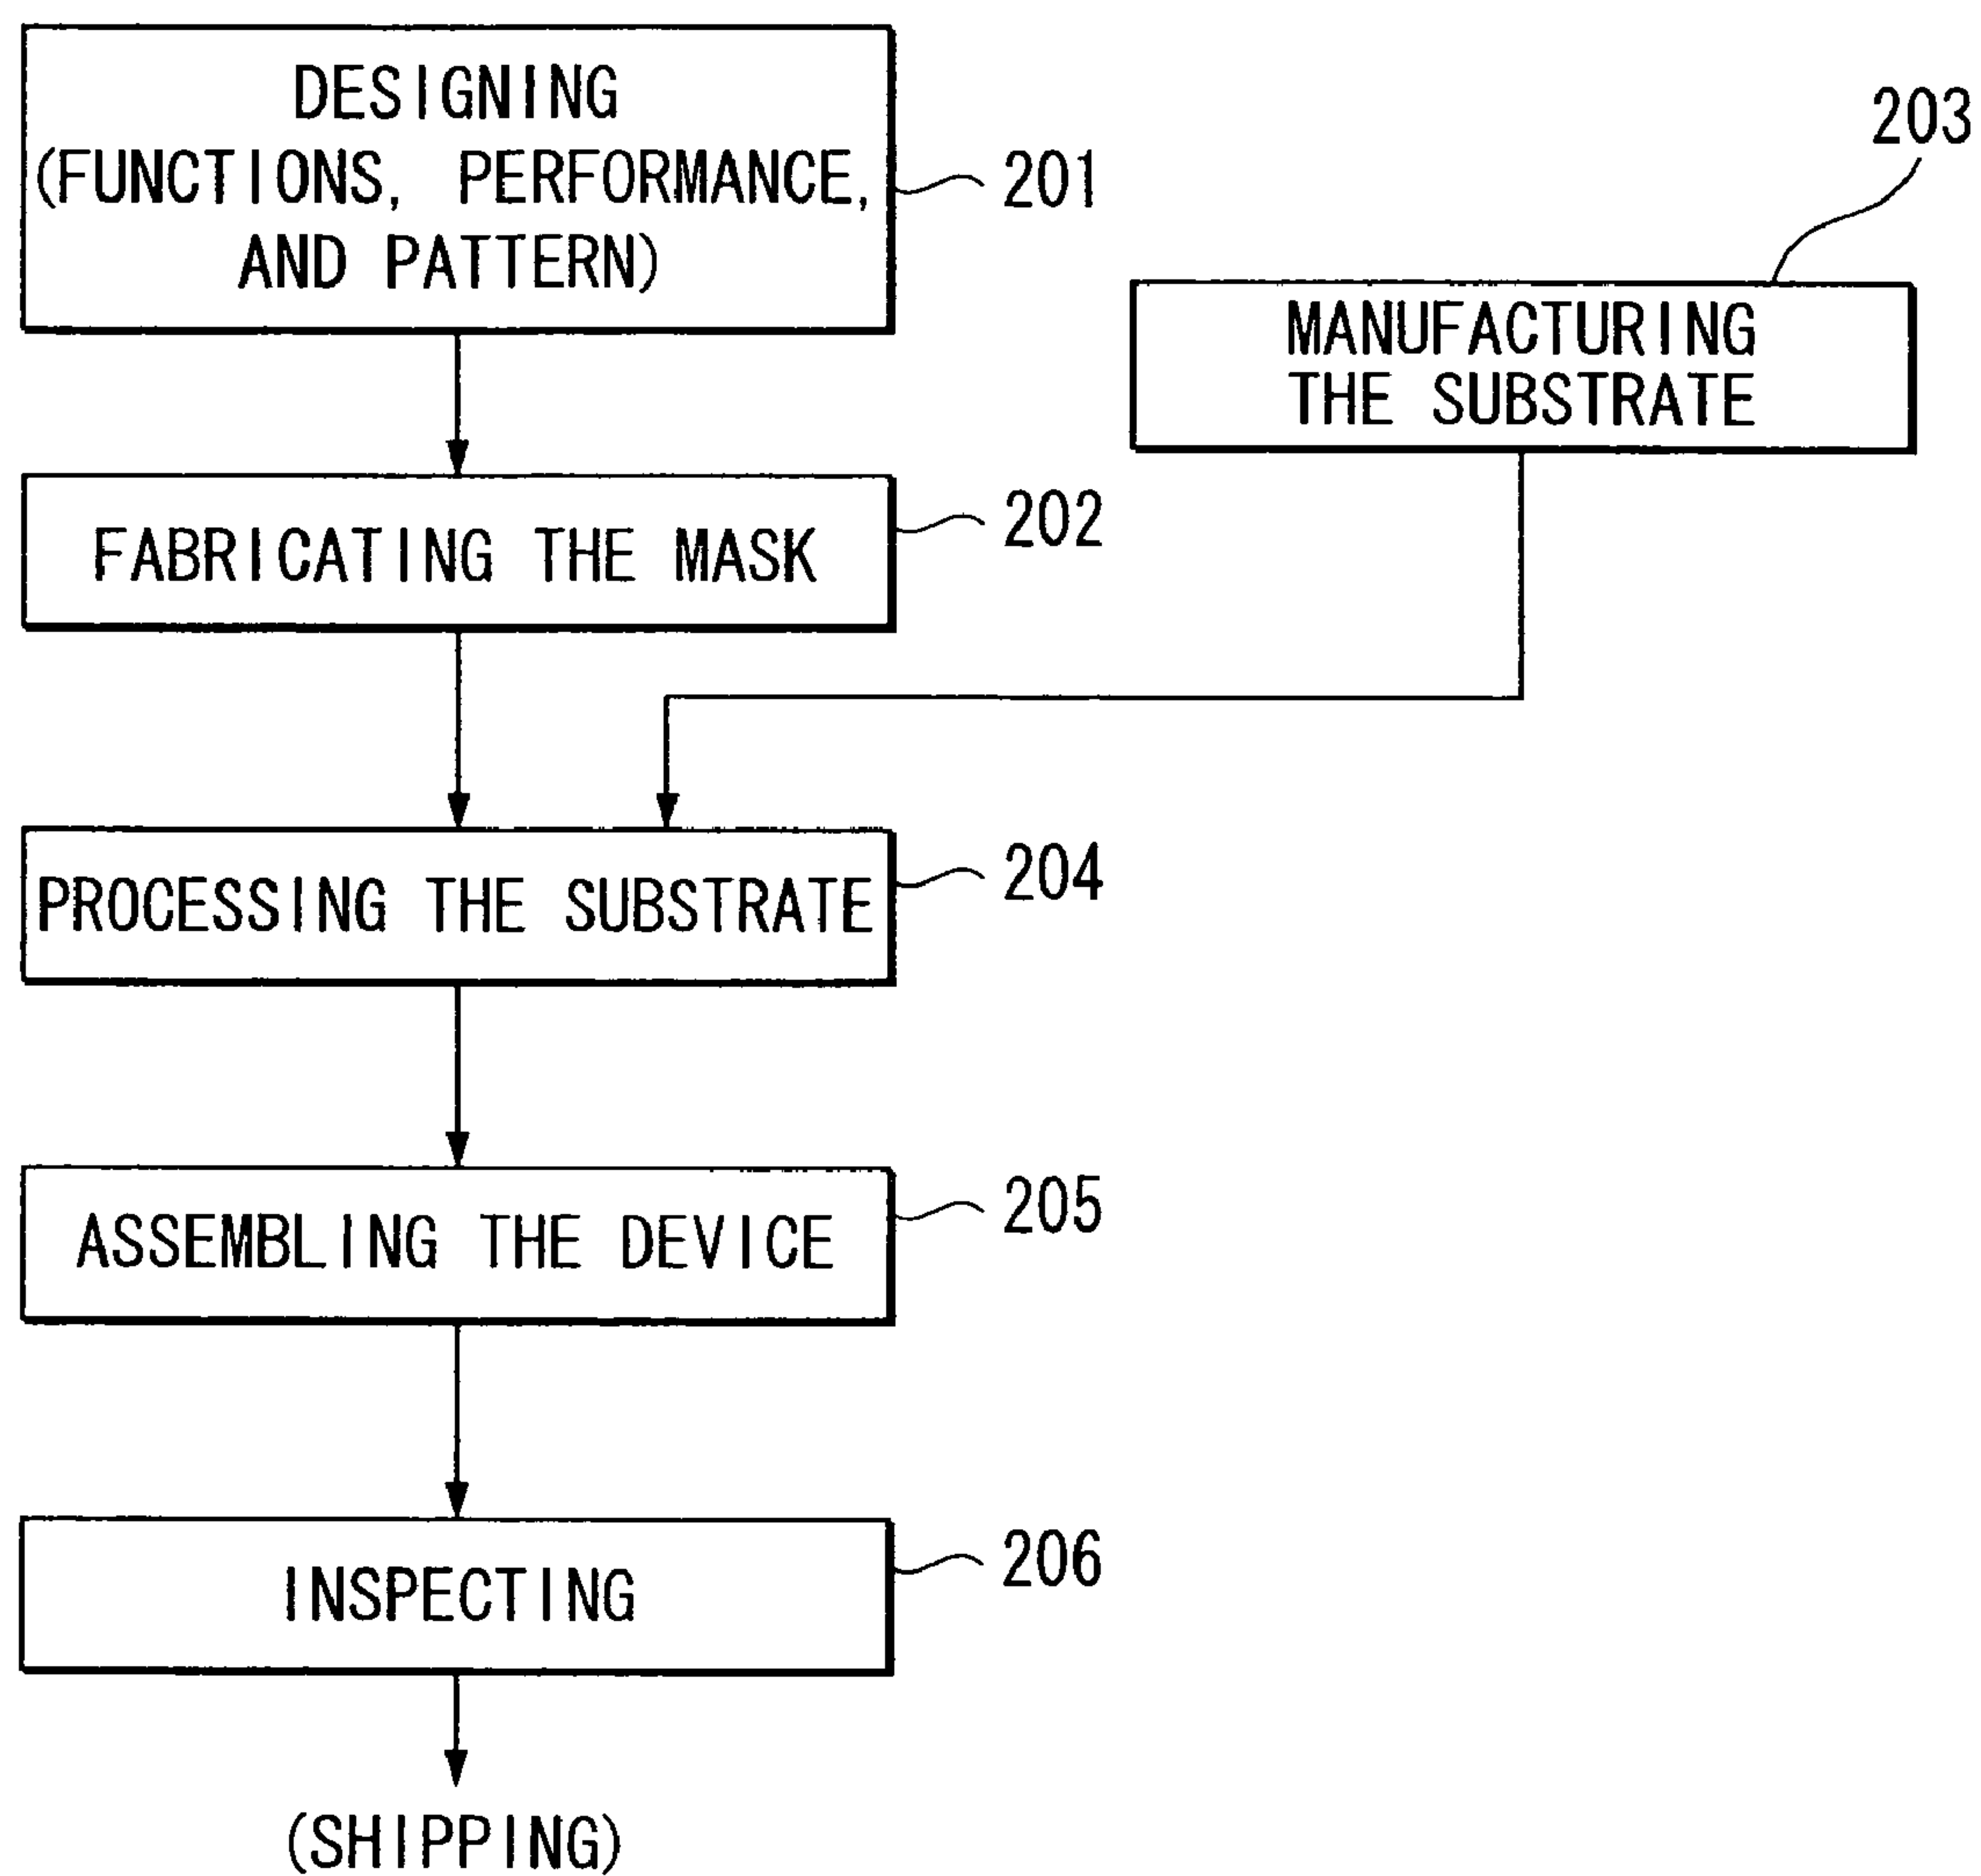 DESIGNING
(FUNCTIONS, PERFORMANCE,
AND PATTERN)
201
203
MANUFACTURING
THE SUBSTRATE
FABRICATING THE MASK
202
PROCESSING THE SUBSTRATE
204
ASSEMBLING THE DEVICE
205
INSPECTING
206
(SHIPPING)